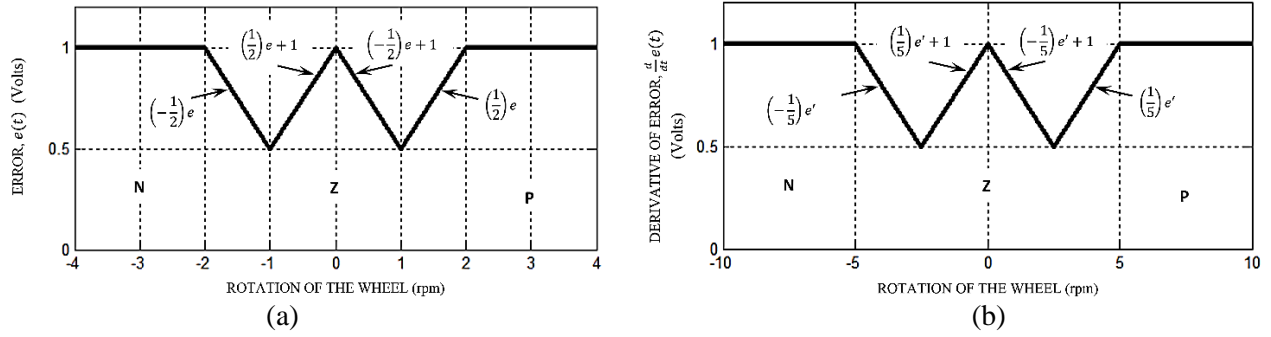 ERROR, e(t) (Volts)
1
0.5
0
(1/2) e + 1
(-1/2) e + 1
(-1/2) e
(1/2) e
N
Z
P
-4 -3 -2 -1 0 1 2 3 4
ROTATION OF THE WHEEL (rpm)
(a)
DERIVATIVE OF ERROR, d/dt e(t)
(Volts)
1
0.5
0
(1/5) e′ + 1
(-1/5) e′ + 1
(-1/5) e′
(1/5) e′
N
Z
P
-10 -5 0 5 10
ROTATION OF THE WHEEL (rpm)
(b)